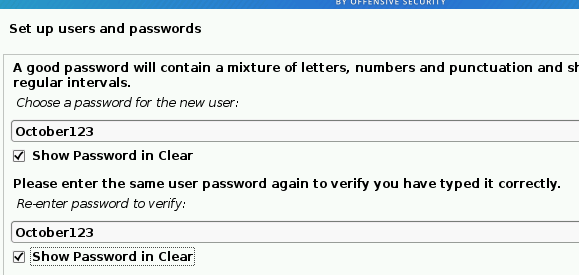 BY OFFENSIVE SECURITY
Set up users and passwords
A good password will contain a mixture of letters, numbers and punctuation and
regular intervals.
Choose a password for the new user:
October123
Show Password in Clear
Please enter the same user password again to verify you have typed it correctly.
Re-enter password to verify:
October123
Show Password in Clear